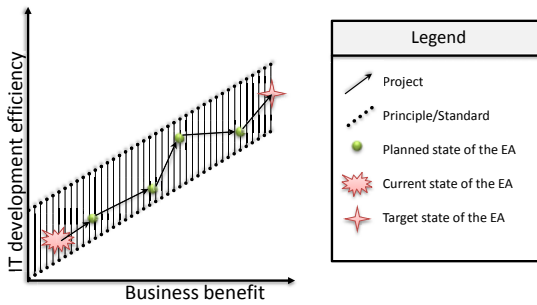 IT development efficiency
Business benefit
Legend
Project
Principle/Standard
Planned state of the EA
Current state of the EA
Target state of the EA